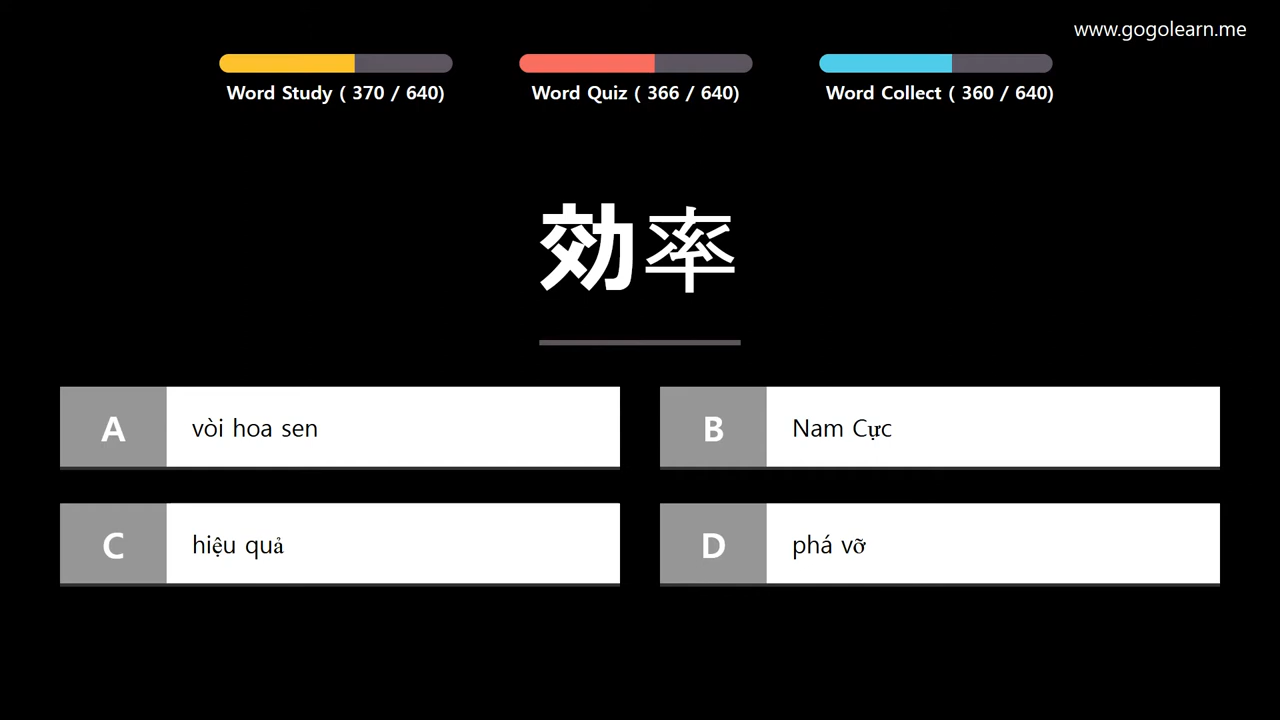 www.gogolearn.me
Word Study ( 370 / 640)
Word Quiz ( 366 / 640)
Word Collect ( 360 / 640)
効率
A vòi hoa sen
B Nam Cực
C hiệu quả
D phá vỡ